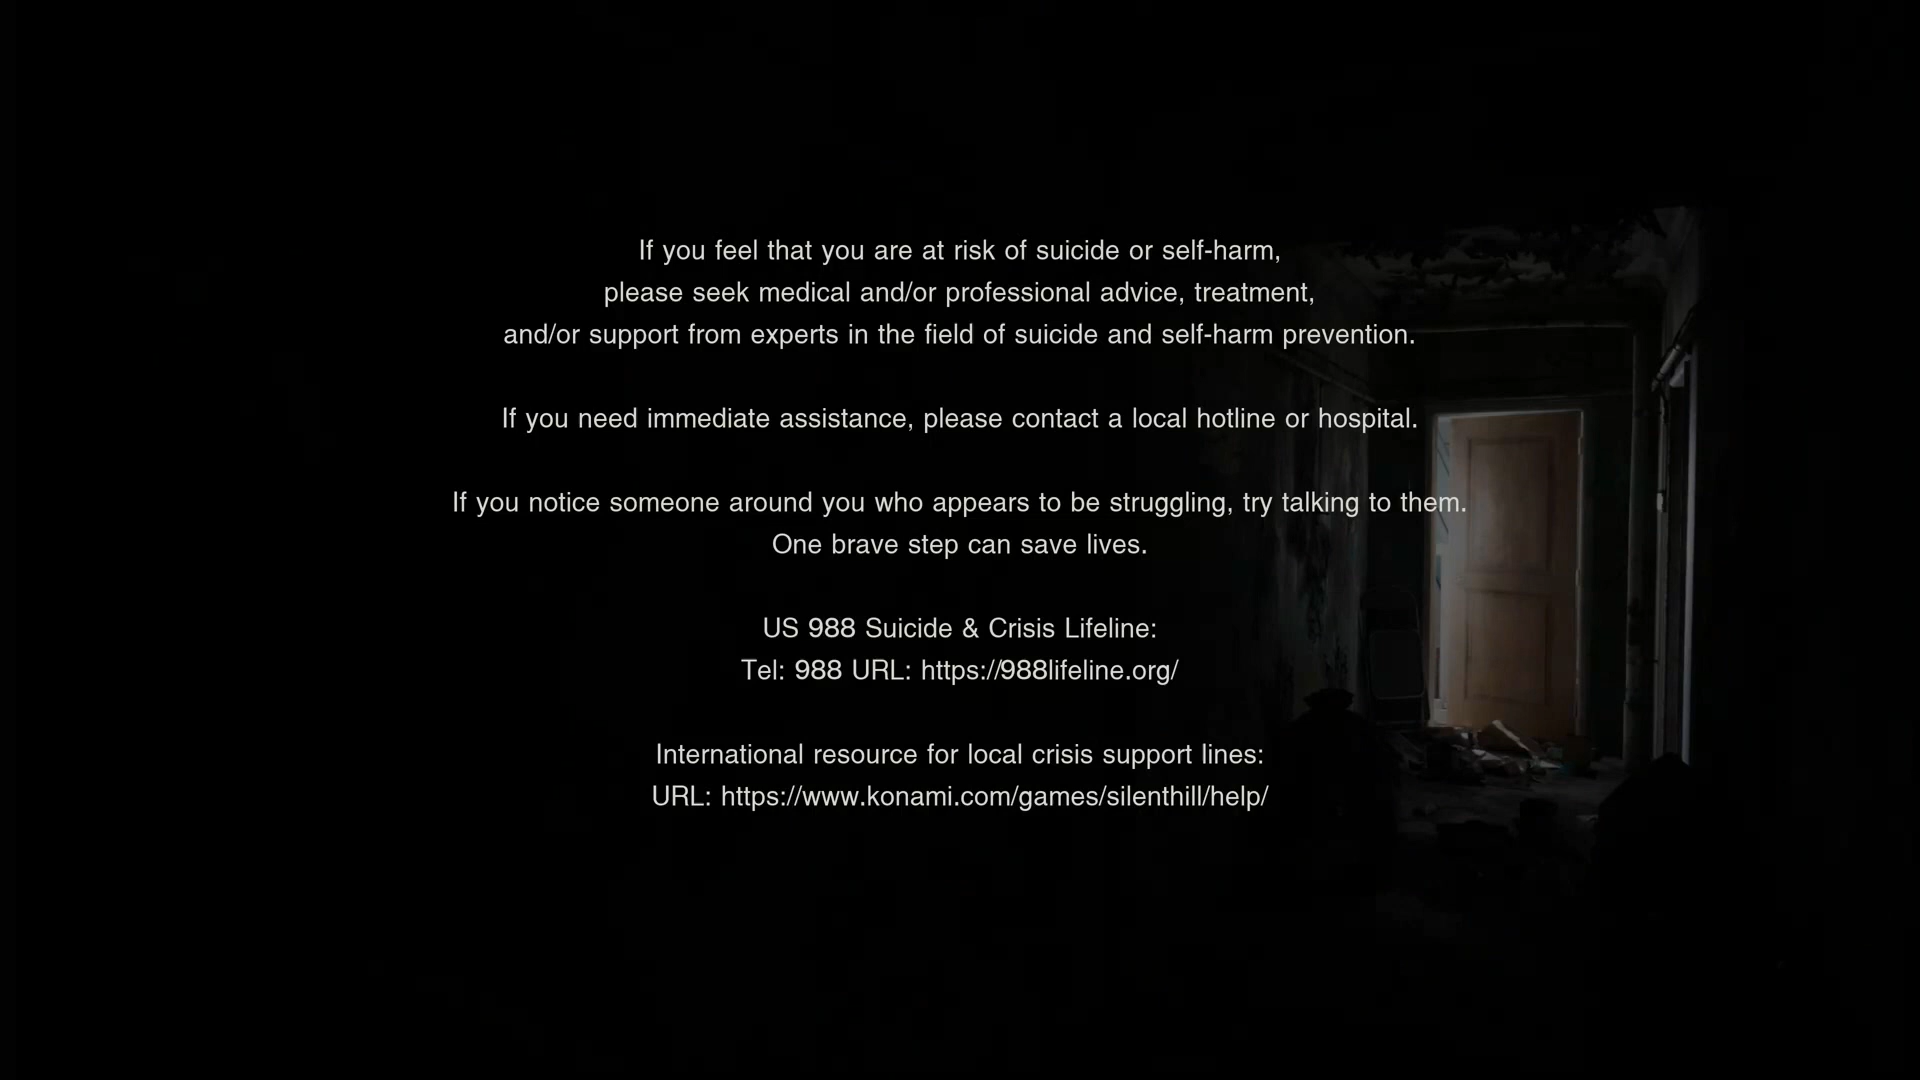 If you feel that you are at risk of suicide or self-harm,
please seek medical and/or professional advice, treatment,
and/or support from experts in the field of suicide and self-harm prevention.
If you need immediate assistance, please contact a local hotline or hospital.
If you notice someone around you who appears to be struggling, try talking to them.
One brave step can save lives.
US 988 Suicide & Crisis Lifeline:
Tel: 988 URL: https://988lifeline.org/
International resource for local crisis support lines:
URL: https://www.konami.com/games/silenthill/help/